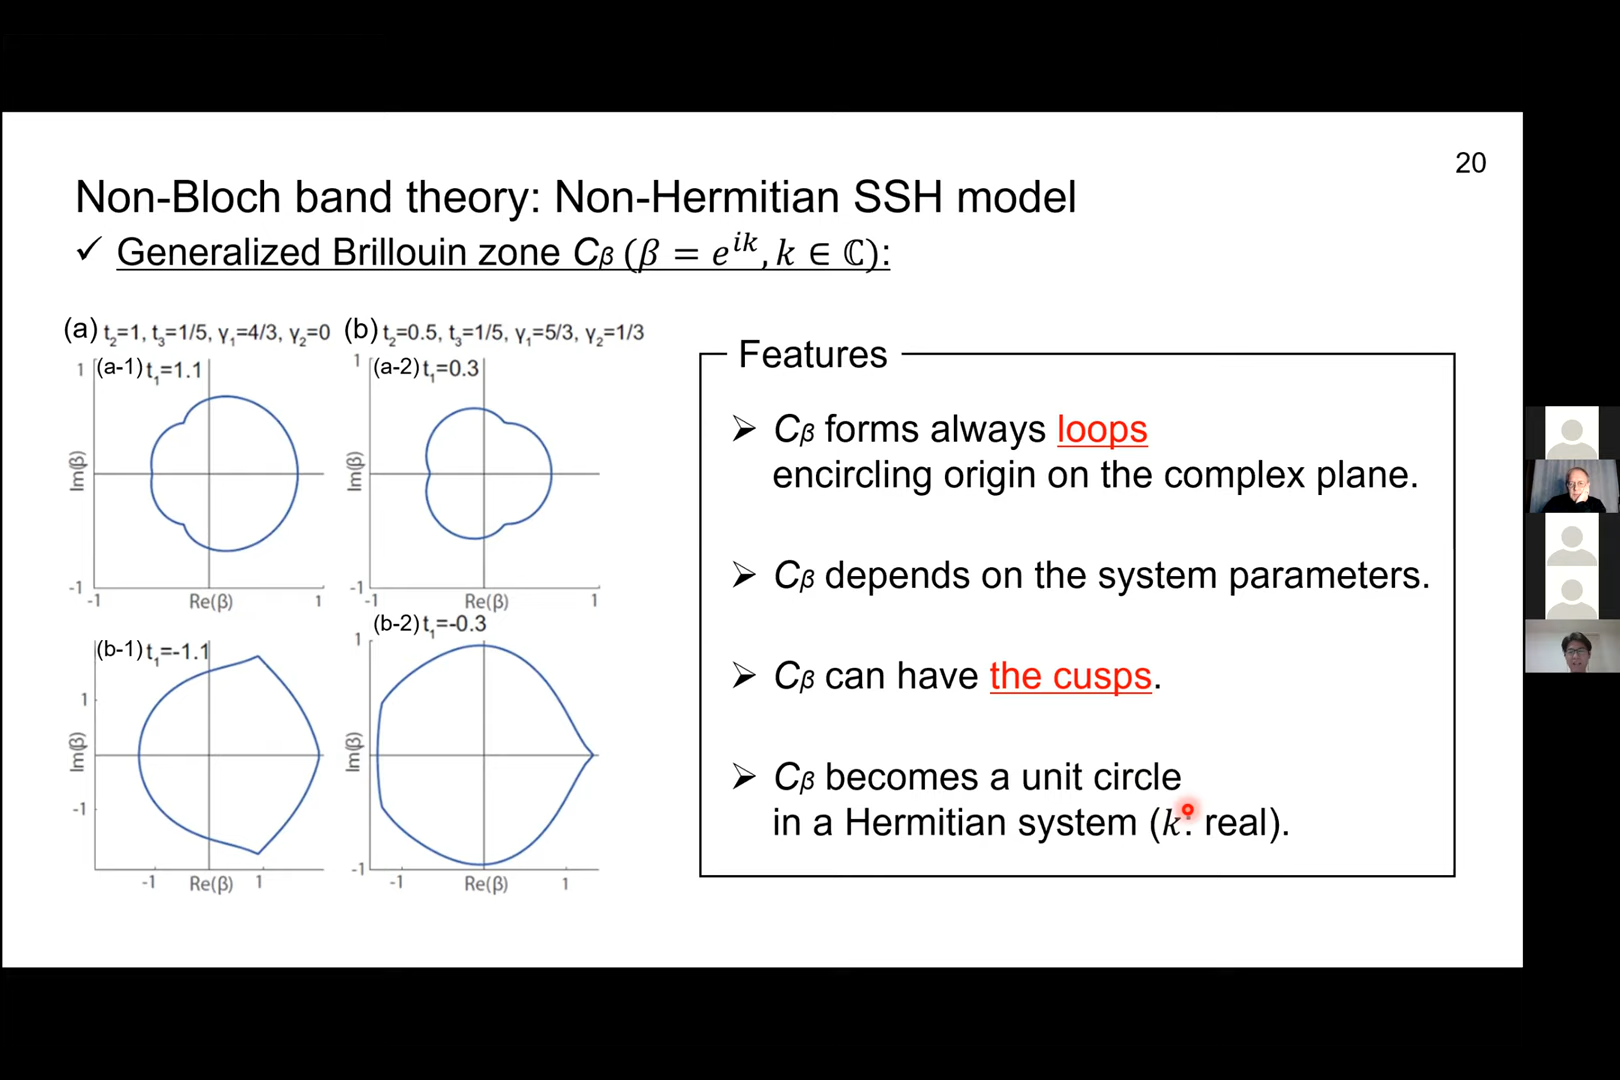 20
Non-Bloch band theory: Non-Hermitian SSH model
✓ Generalized Brillouin zone Cβ (β = e^{ik}, k ∈ ℂ):
(a) t₂=1, t₃=1/5, γ₁=4/3, γ₂=0
(b) t₂=0.5, t₃=1/5, γ₁=5/3, γ₂=1/3
1
(a-1) t₁=1.1
Im(β)
-1
-1
Re(β)
1
1
(a-2) t₁=0.3
Im(β)
-1
-1
Re(β)
1
(b-1) t₁=-1.1
1
Im(β)
-1
-1
Re(β)
1
(b-2) t₁=-0.3
1
Im(β)
-1
-1
Re(β)
1
Features
➢ Cβ forms always loops
encircling origin on the complex plane.
➢ Cβ depends on the system parameters.
➢ Cβ can have the cusps.
➢ Cβ becomes a unit circle
in a Hermitian system (k: real).